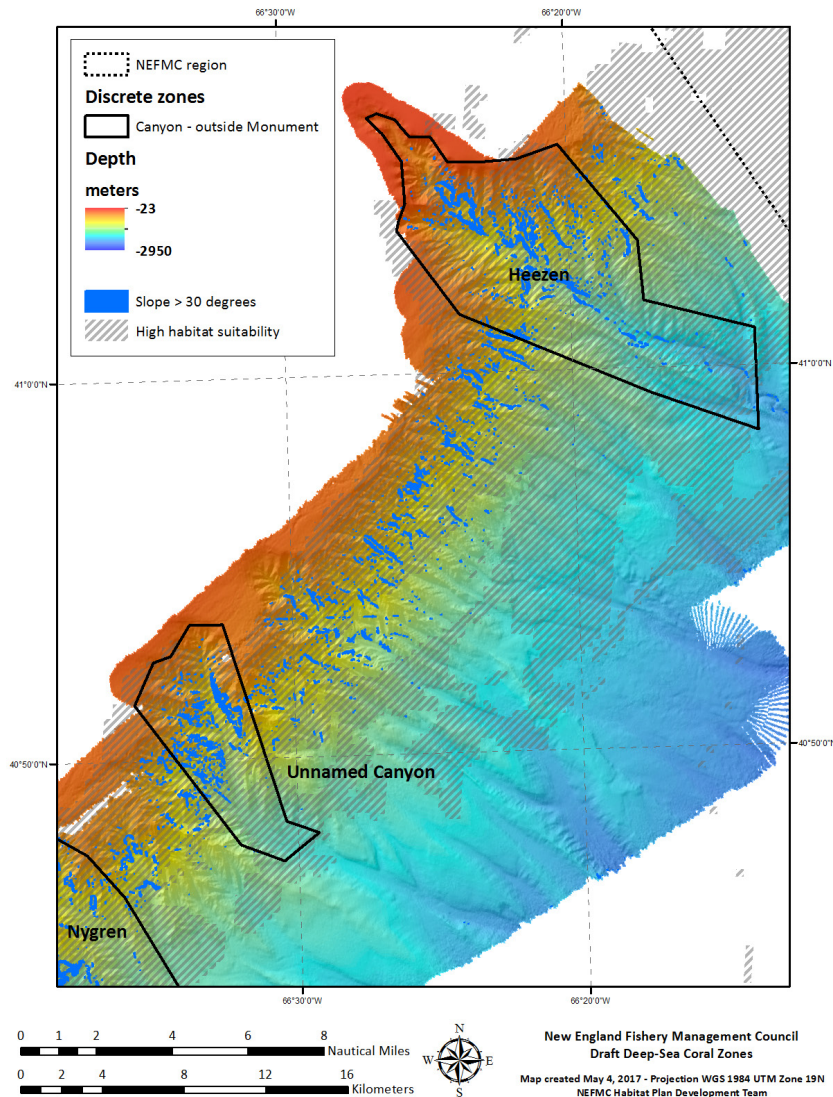 66°30'0"W
66°20'0"W
NEFMC region
Discrete zones
Canyon - outside Monument
Depth
meters
-23
-2950
Slope > 30 degrees
High habitat suitability
Heezen
41°0'0"N
41°0'0"N
40°50'0"N
40°50'0"N
Unnamed Canyon
Nygren
66°30'0"W
66°20'0"W
0 1 2 4 6 8
Nautical Miles
0 2 4 8 12 16
Kilometers
N
W E
S
New England Fishery Management Council
Draft Deep-Sea Coral Zones
Map created May 4, 2017 - Projection WGS 1984 UTM Zone 19N
NEFMC Habitat Plan Development Team